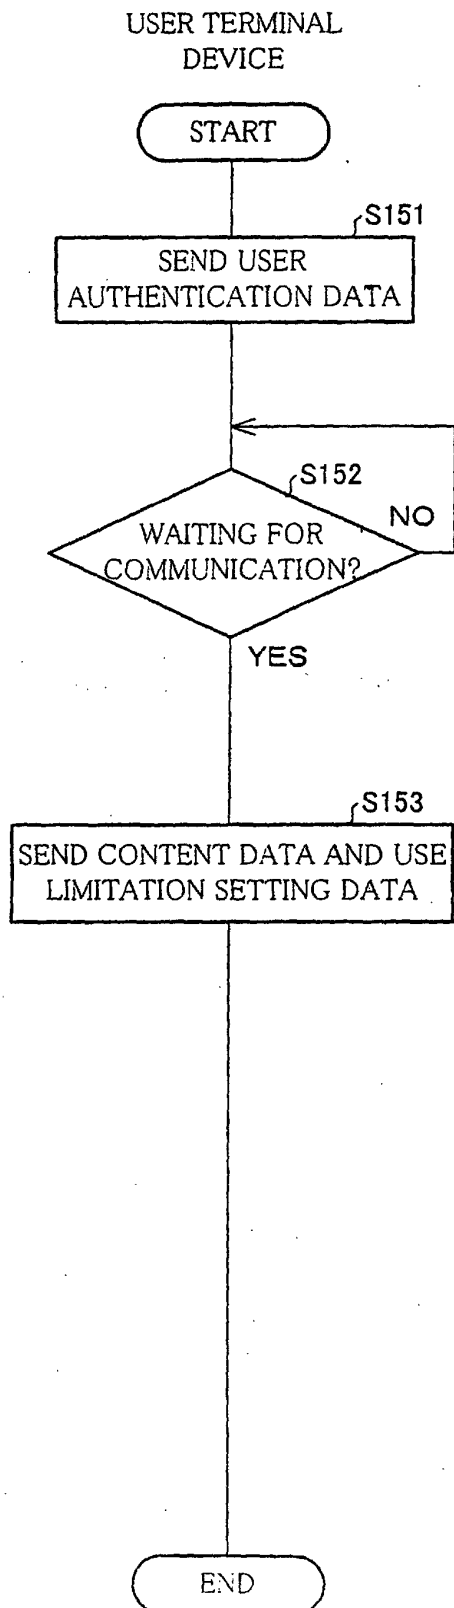 USER TERMINAL
DEVICE
START
S151
SEND USER
AUTHENTICATION DATA
S152
WAITING FOR
COMMUNICATION?
NO
YES
S153
SEND CONTENT DATA AND USE
LIMITATION SETTING DATA
END